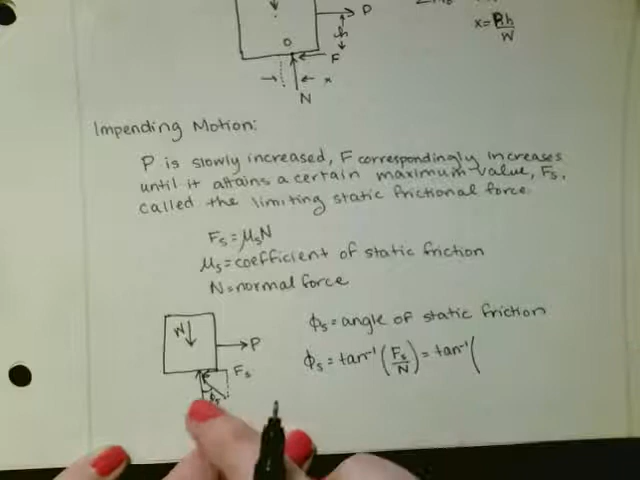 P
h
x = Ph/W
O
F
x
N
Impending Motion:
P is slowly increased, F correspondingly increases
until it attains a certain maximum value, Fs,
called the limiting static frictional force.
Fs = μsN
μs = coefficient of static friction
N = normal force
φs = angle of static friction
W
P
Fs
φs = tan⁻¹(Fs/N) = tan⁻¹(
φs